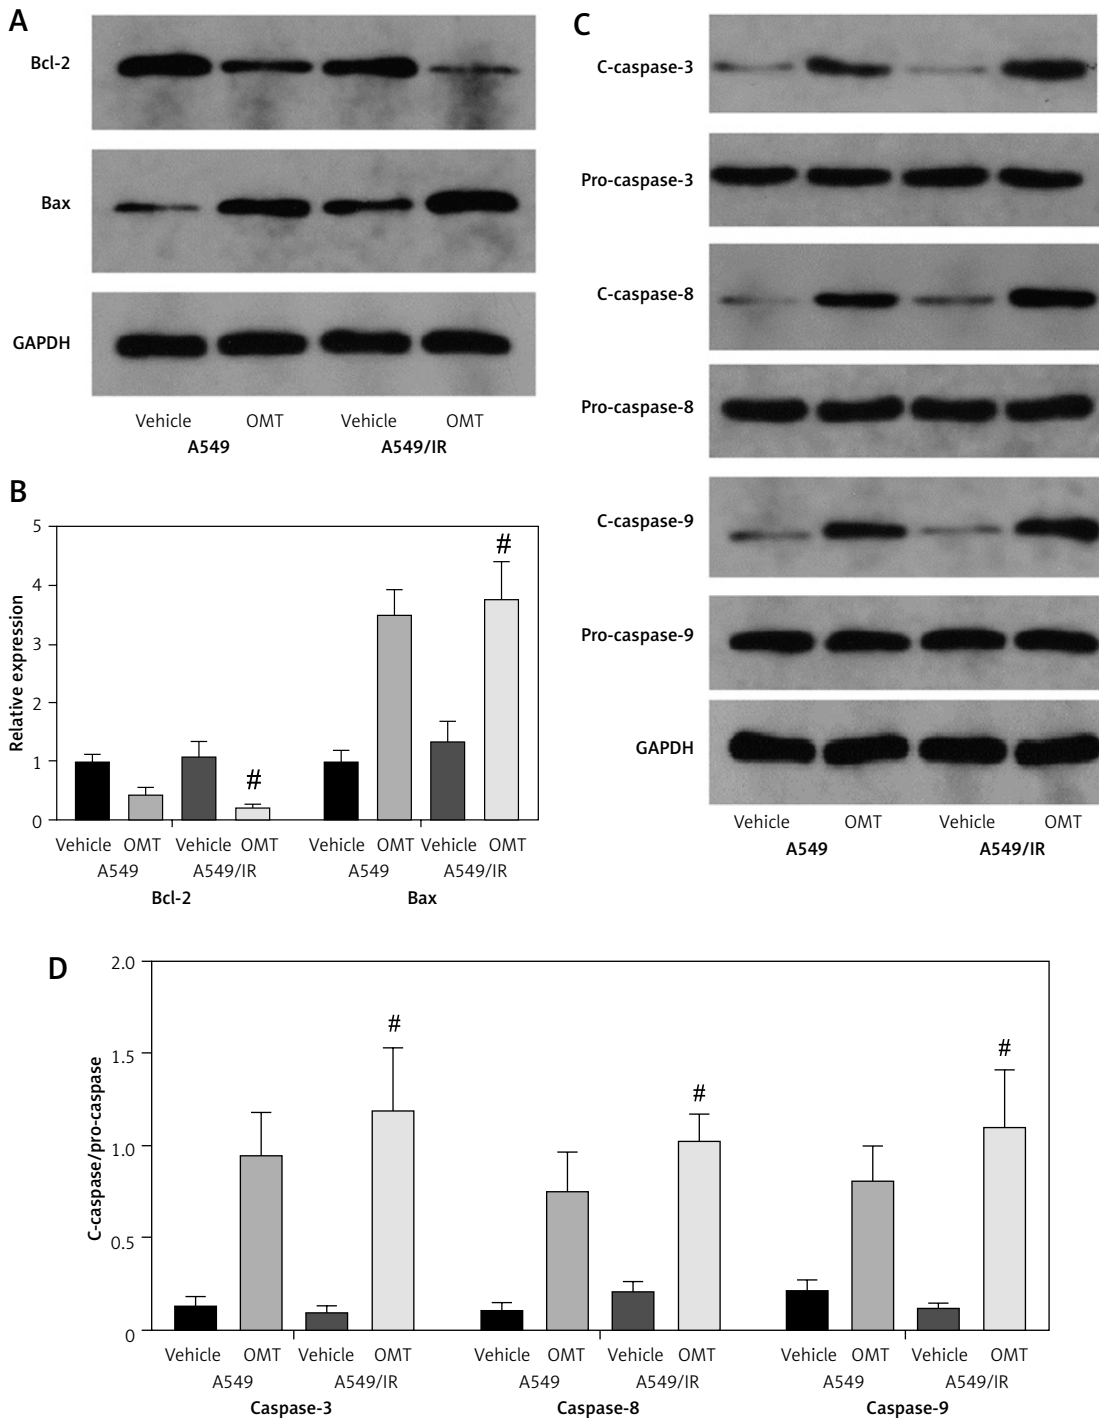 A
Bcl-2
Bax
GAPDH
Vehicle OMT Vehicle OMT
A549 A549/IR
B
Relative expression
5
4
3
2
1
0
#
#
Vehicle OMT Vehicle OMT Vehicle OMT Vehicle OMT
A549 A549/IR A549 A549/IR
Bcl-2 Bax
C
C-caspase-3
Pro-caspase-3
C-caspase-8
Pro-caspase-8
C-caspase-9
Pro-caspase-9
GAPDH
Vehicle OMT Vehicle OMT
A549 A549/IR
D
C-caspase/pro-caspase
2.0
1.5
1.0
0.5
0
#
#
#
Vehicle OMT Vehicle OMT Vehicle OMT Vehicle OMT Vehicle OMT Vehicle OMT
A549 A549/IR A549 A549/IR A549 A549/IR
Caspase-3 Caspase-8 Caspase-9